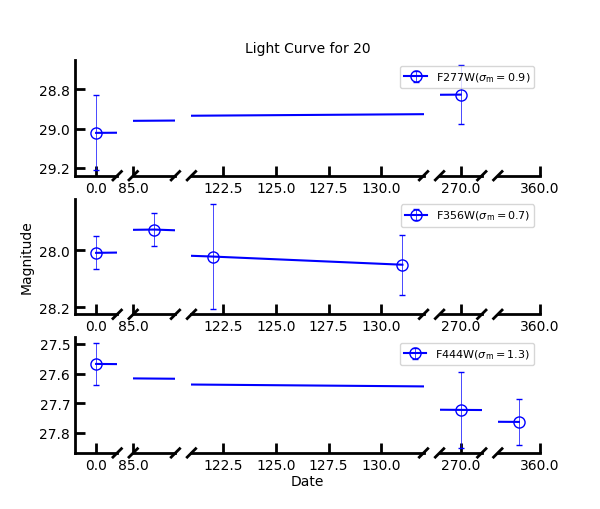 Light Curve for 20
F277W(σm = 0.9)
28.8
29.0
29.2
0.0 85.0 122.5 125.0 127.5 130.0 270.0 360.0
F356W(σm = 0.7)
28.0
28.2
Magnitude
0.0 85.0 122.5 125.0 127.5 130.0 270.0 360.0
F444W(σm = 1.3)
27.5
27.6
27.7
27.8
0.0 85.0 122.5 125.0 127.5 130.0 270.0 360.0
Date